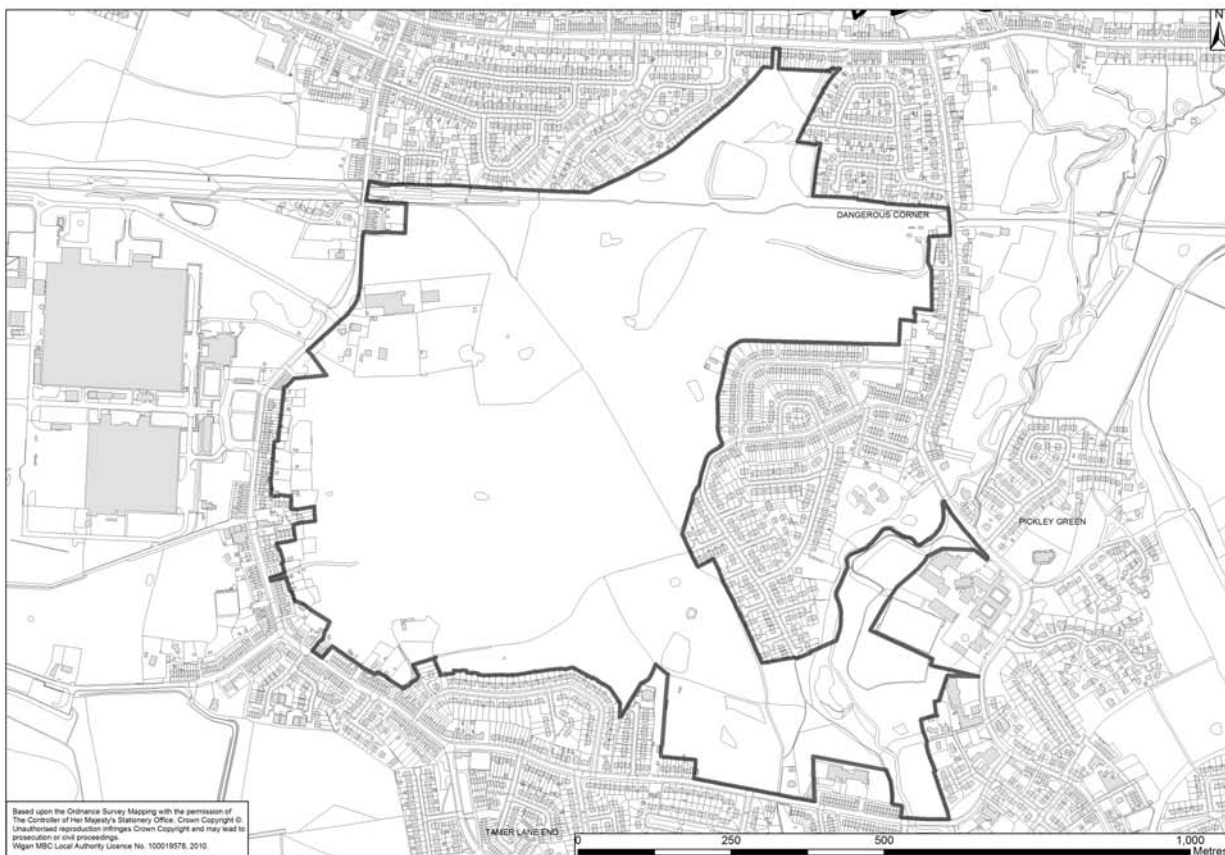 N
DANGEROUS CORNER
PICKLEY GREEN
TAMER LANE END
Based upon the Ordnance Survey Mapping with the permission of
The Controller of Her Majesty's Stationery Office. Crown Copyright ©.
Unauthorised reproduction infringes Crown Copyright and may lead to
prosecution or civil proceedings.
Wigan MBC Local Authority Licence No. 100019578, 2010.
0 250 500 1,000
Metres